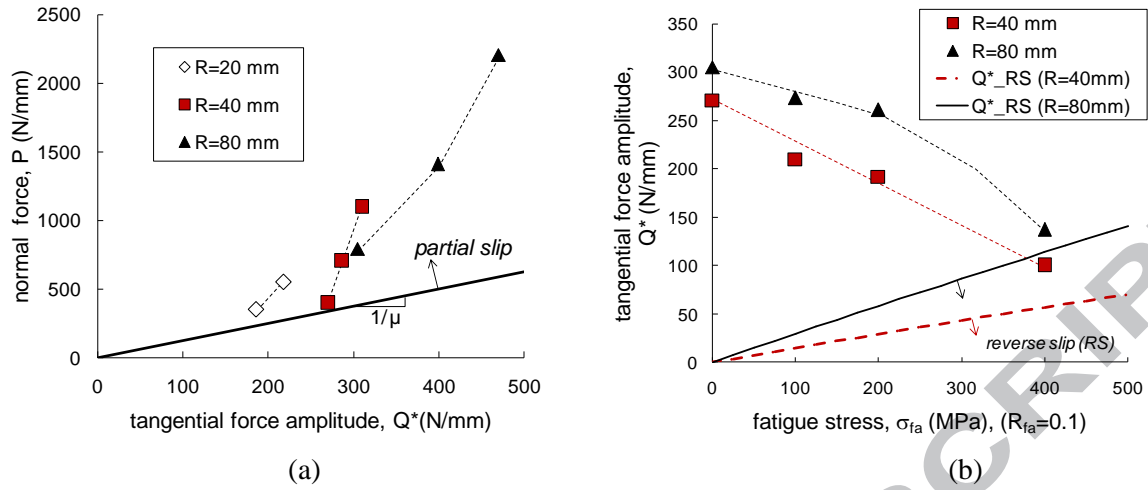 2500
2000
1500
1000
500
0
normal force, P (N/mm)
R=20 mm
R=40 mm
R=80 mm
partial slip
1/μ
0 100 200 300 400 500
tangential force amplitude, Q*(N/mm)
(a)
350
300
250
200
150
100
50
0
tangential force amplitude,
Q* (N/mm)
R=40 mm
R=80 mm
Q*_RS (R=40mm)
Q*_RS (R=80mm)
reverse slip (RS)
0 100 200 300 400 500
fatigue stress, σfa (MPa), (Rfa=0.1)
(b)
CRIP